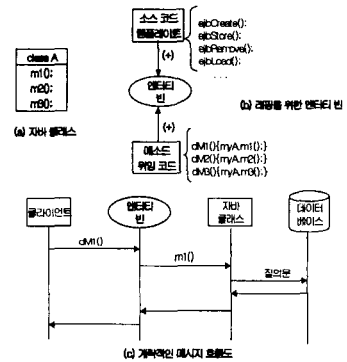 소스 코드
템플레이트
ejbCreate();
ejbStore();
ejbRemove();
ejbLoad();
. . .
(+)
class A
m1();
m2();
m3();
엔티티
빈
(a) 자바 클래스
(b) 래핑을 위한 엔티티 빈
(+)
메소드
위임 코드
dM1(){myA.m1();}
dM2(){myA.m2();}
dM3(){myA.m3();}
클라이언트
엔티티
빈
자바
클래스
데이터
베이스
dM1()
m1()
질의문
(c) 개략적인 메시지 흐름도